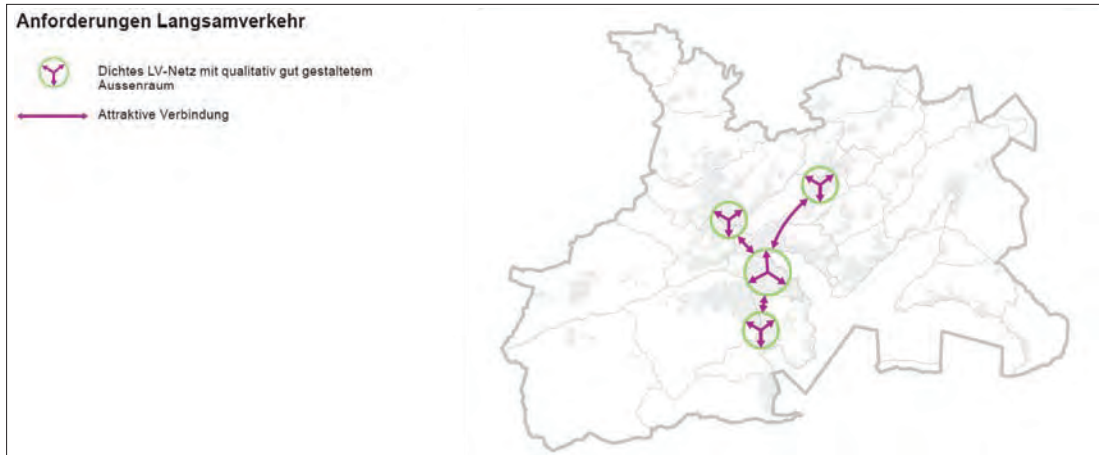 Anforderungen Langsamverkehr
Dichtes LV-Netz mit qualitativ gut gestaltetem
Aussenraum
Attraktive Verbindung